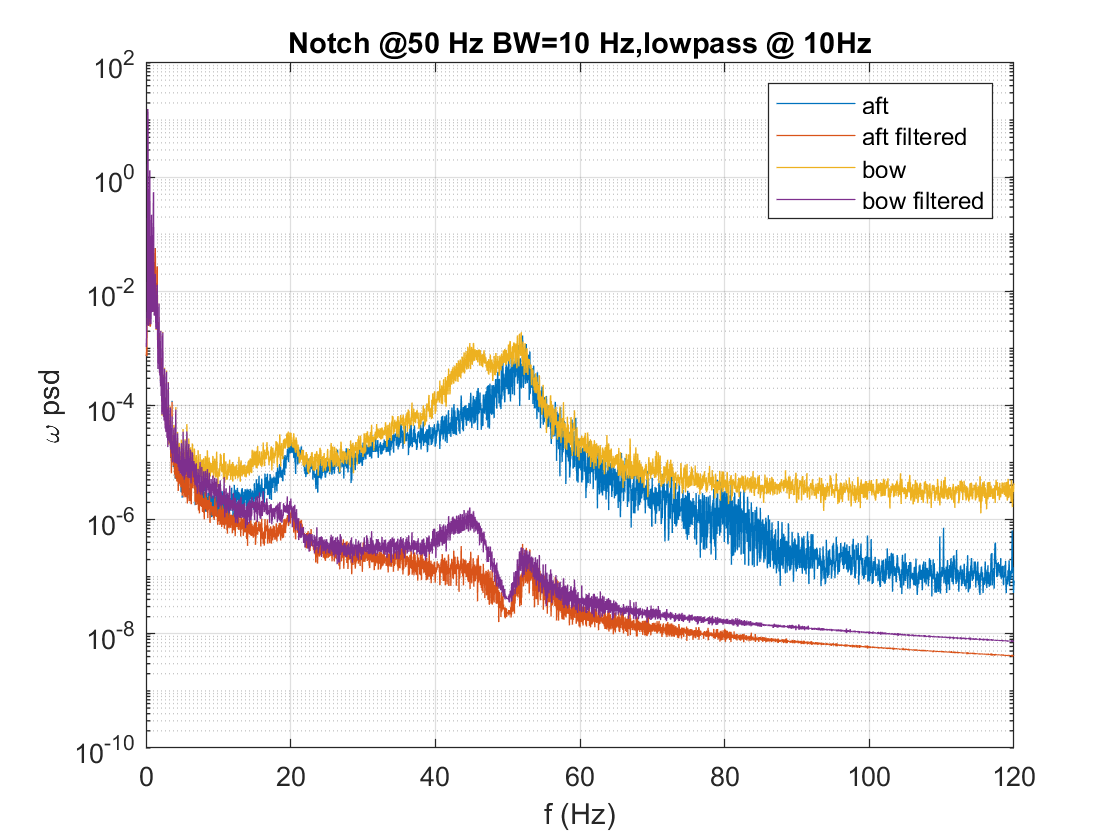 Notch @50 Hz BW=10 Hz,lowpass @ 10Hz
10^2
10^0
10^-2
10^-4
10^-6
10^-8
10^-10
ω psd
aft
aft filtered
bow
bow filtered
0 20 40 60 80 100 120
f (Hz)